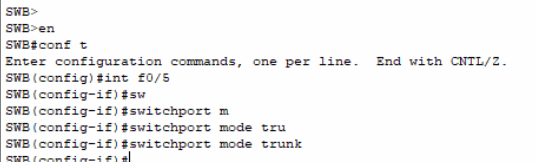 SWB>
SWB>en
SWB#conf t
Enter configuration commands, one per line.  End with CNTL/Z.
SWB(config)#int f0/5
SWB(config-if)#sw
SWB(config-if)#switchport m
SWB(config-if)#switchport mode tru
SWB(config-if)#switchport mode trunk
SWB(config-if)#